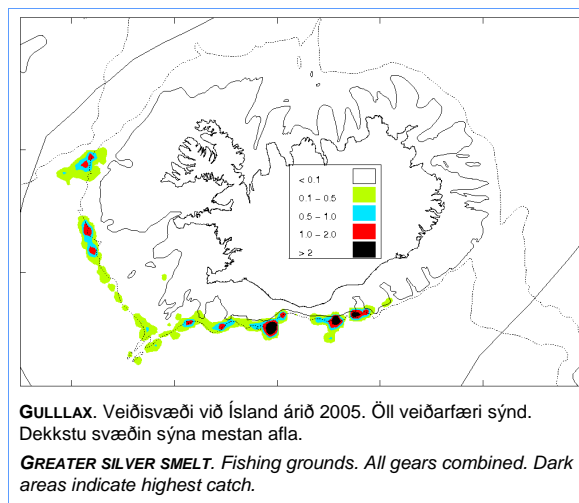 < 0.1
0.1 – 0.5
0.5 – 1.0
1.0 – 2.0
> 2
GULLLAX. Veiðisvæði við Ísland árið 2005. Öll veiðarfæri sýnd.
Dekkstu svæðin sýna mestan afla.
GREATER SILVER SMELT. Fishing grounds. All gears combined. Dark
areas indicate highest catch.